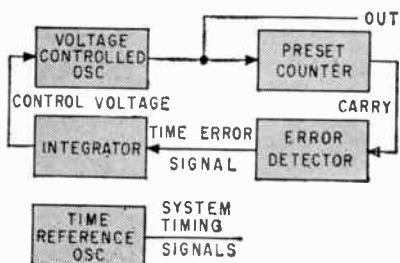 VOLTAGE
CONTROLLED
OSC
OUT
PRESET
COUNTER
CONTROL VOLTAGE
CARRY
INTEGRATOR
TIME ERROR
SIGNAL
ERROR
DETECTOR
TIME
REFERENCE
OSC
SYSTEM
TIMING
SIGNALS